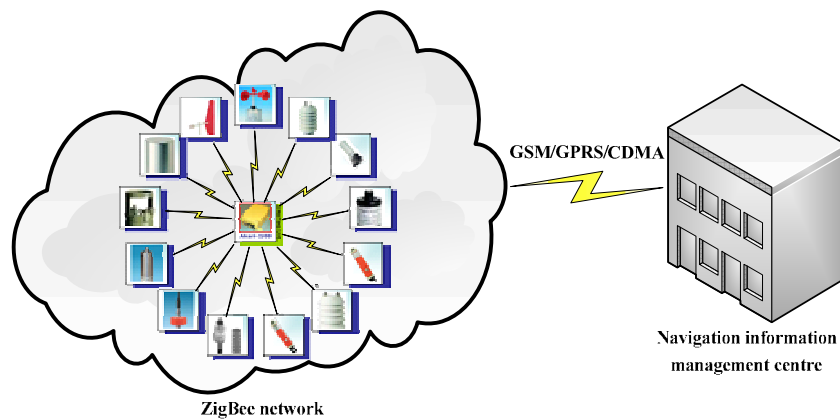 GSM/GPRS/CDMA
Navigation information
management centre
ZigBee network